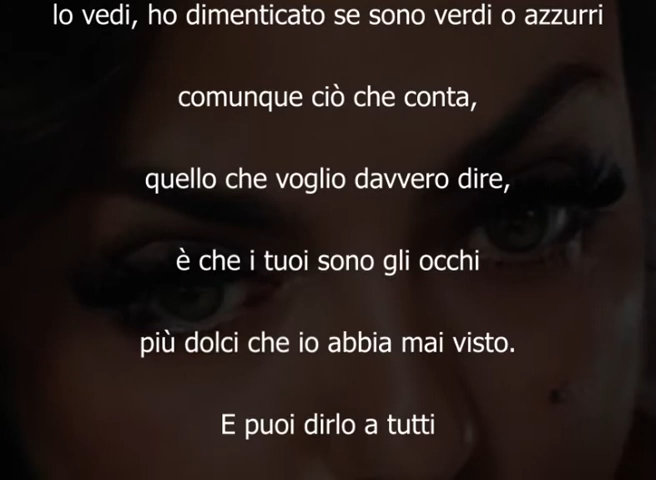 lo vedi, ho dimenticato se sono verdi o azzurri
comunque ciò che conta,
quello che voglio davvero dire,
è che i tuoi sono gli occhi
più dolci che io abbia mai visto.
E puoi dirlo a tutti